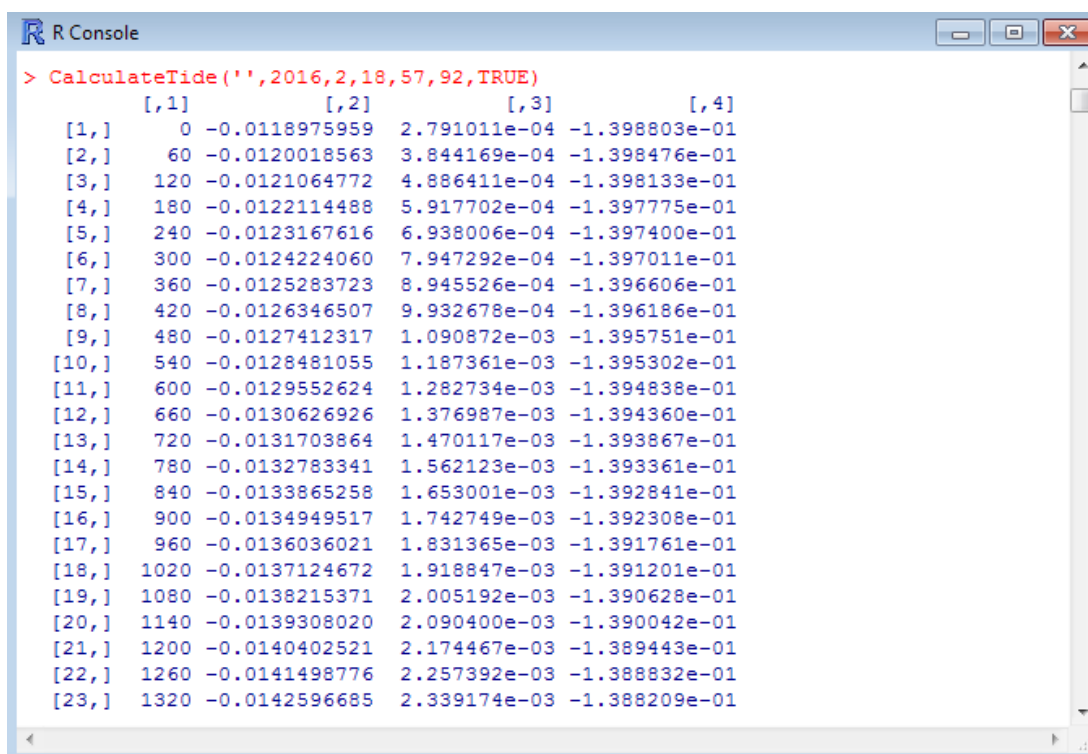 R Console
> CalculateTide('',2016,2,18,57,92,TRUE)
[,1] [,2] [,3] [,4]
[1,] 0 -0.0118975959 2.791011e-04 -1.398803e-01
[2,] 60 -0.0120018563 3.844169e-04 -1.398476e-01
[3,] 120 -0.0121064772 4.886411e-04 -1.398133e-01
[4,] 180 -0.0122114488 5.917702e-04 -1.397775e-01
[5,] 240 -0.0123167616 6.938006e-04 -1.397400e-01
[6,] 300 -0.0124224060 7.947292e-04 -1.397011e-01
[7,] 360 -0.0125283723 8.945526e-04 -1.396606e-01
[8,] 420 -0.0126346507 9.932678e-04 -1.396186e-01
[9,] 480 -0.0127412317 1.090872e-03 -1.395751e-01
[10,] 540 -0.0128481055 1.187361e-03 -1.395302e-01
[11,] 600 -0.0129552624 1.282734e-03 -1.394838e-01
[12,] 660 -0.0130626926 1.376987e-03 -1.394360e-01
[13,] 720 -0.0131703864 1.470117e-03 -1.393867e-01
[14,] 780 -0.0132783341 1.562123e-03 -1.393361e-01
[15,] 840 -0.0133865258 1.653001e-03 -1.392841e-01
[16,] 900 -0.0134949517 1.742749e-03 -1.392308e-01
[17,] 960 -0.0136036021 1.831365e-03 -1.391761e-01
[18,] 1020 -0.0137124672 1.918847e-03 -1.391201e-01
[19,] 1080 -0.0138215371 2.005192e-03 -1.390628e-01
[20,] 1140 -0.0139308020 2.090400e-03 -1.390042e-01
[21,] 1200 -0.0140402521 2.174467e-03 -1.389443e-01
[22,] 1260 -0.0141498776 2.257392e-03 -1.388832e-01
[23,] 1320 -0.0142596685 2.339174e-03 -1.388209e-01